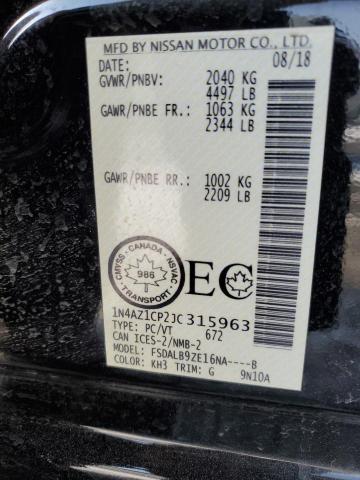 MFD BY NISSAN MOTOR CO., LTD.
DATE: 08/18
GVWR/PNBV: 2040 KG
4497 LB
GAWR/PNBE FR.: 1063 KG
2344 LB
GAWR/PNBE RR.: 1002 KG
2209 LB
CMVSS - CANADA - NSVAC
986
TRANSPORT
EC
1N4AZ1CP2JC315963
TYPE: PC/VT 672
CAN ICES-2/NMB-2
MODEL: FSDALB9ZE16NA----B
COLOR: KH3 TRIM: G 9N10A